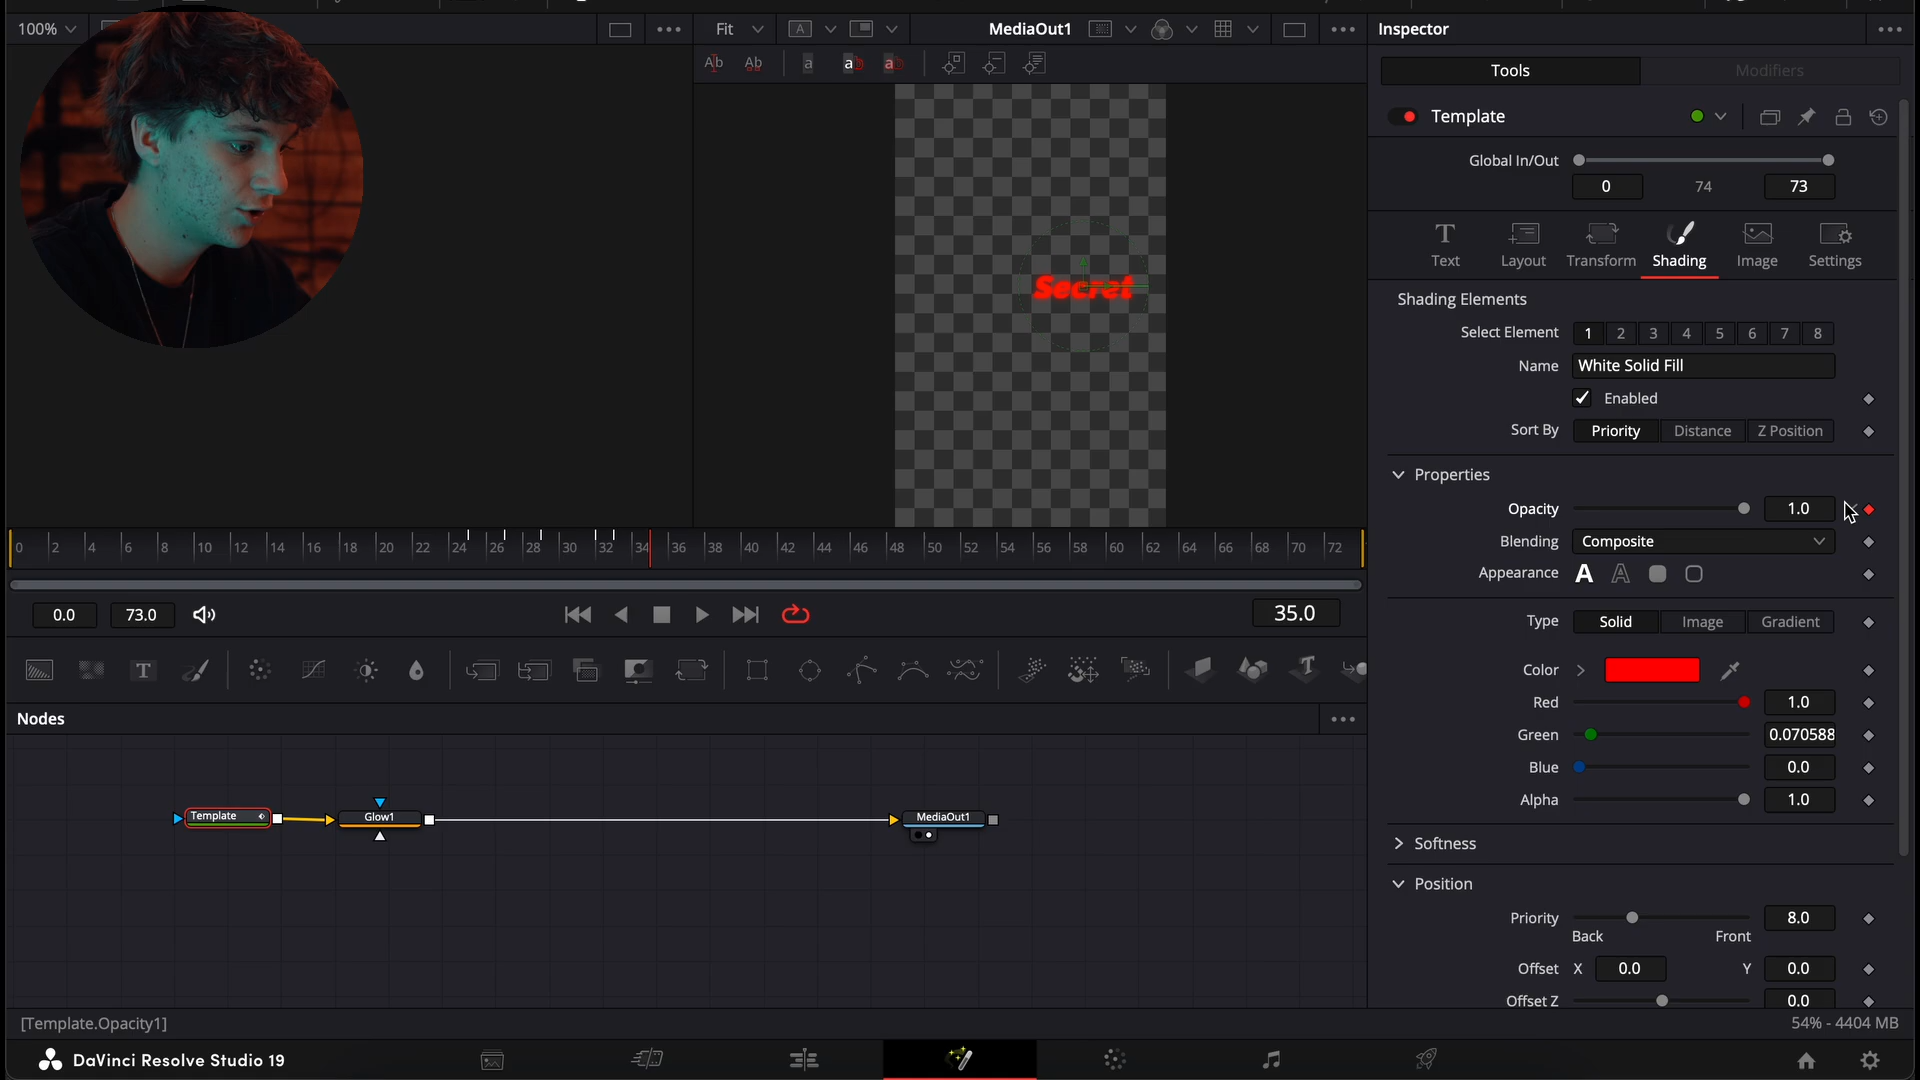 100%
Fit
A
MediaOut1
Inspector
Ab Ab a ab ab
Tools
Modifiers
Template
Global In/Out
0 74 73
T
Text Layout Transform Shading Image Settings
Secret
Shading Elements
Select Element 1 2 3 4 5 6 7 8
Name White Solid Fill
Enabled
Sort By Priority Distance Z Position
Properties
Opacity 1.0
Blending Composite
Appearance A A
0 2 4 6 8 10 12 14 16 18 20 22 24 26 28 30 32 34 36 38 40 42 44 46 48 50 52 54 56 58 60 62 64 66 68 70 72
0.0 73.0
35.0
Type Solid Image Gradient
T
T
Color
Red 1.0
Green 0.070588
Blue 0.0
Alpha 1.0
Nodes
Template
Glow1
MediaOut1
Softness
Position
Priority 8.0
Back Front
Offset X 0.0 Y 0.0
Offset Z 0.0
[Template.Opacity1]
54% - 4404 MB
DaVinci Resolve Studio 19